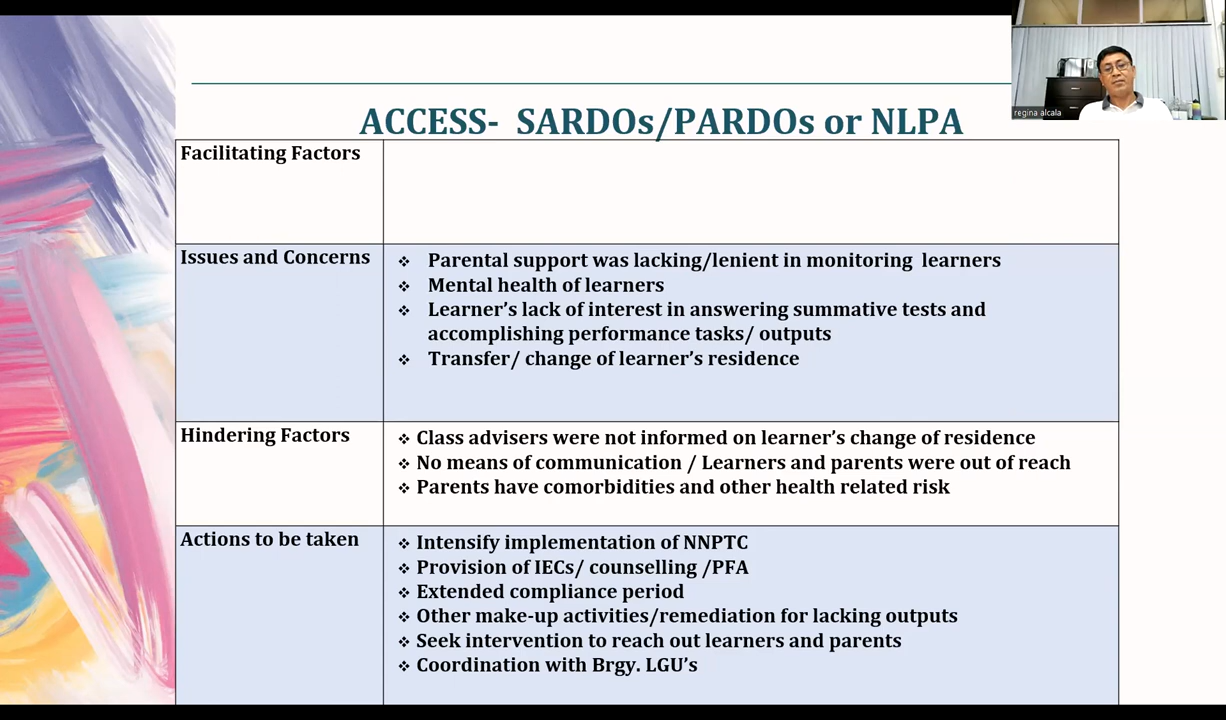 regina alcala
ACCESS- SARDOs/PARDOs or NLPA
Facilitating Factors
Issues and Concerns
❖ Parental support was lacking/lenient in monitoring learners
❖ Mental health of learners
❖ Learner's lack of interest in answering summative tests and
accomplishing performance tasks/ outputs
❖ Transfer/ change of learner's residence
Hindering Factors
❖ Class advisers were not informed on learner's change of residence
❖ No means of communication / Learners and parents were out of reach
❖ Parents have comorbidities and other health related risk
Actions to be taken
❖ Intensify implementation of NNPTC
❖ Provision of IECs/ counselling /PFA
❖ Extended compliance period
❖ Other make-up activities/remediation for lacking outputs
❖ Seek intervention to reach out learners and parents
❖ Coordination with Brgy. LGU's